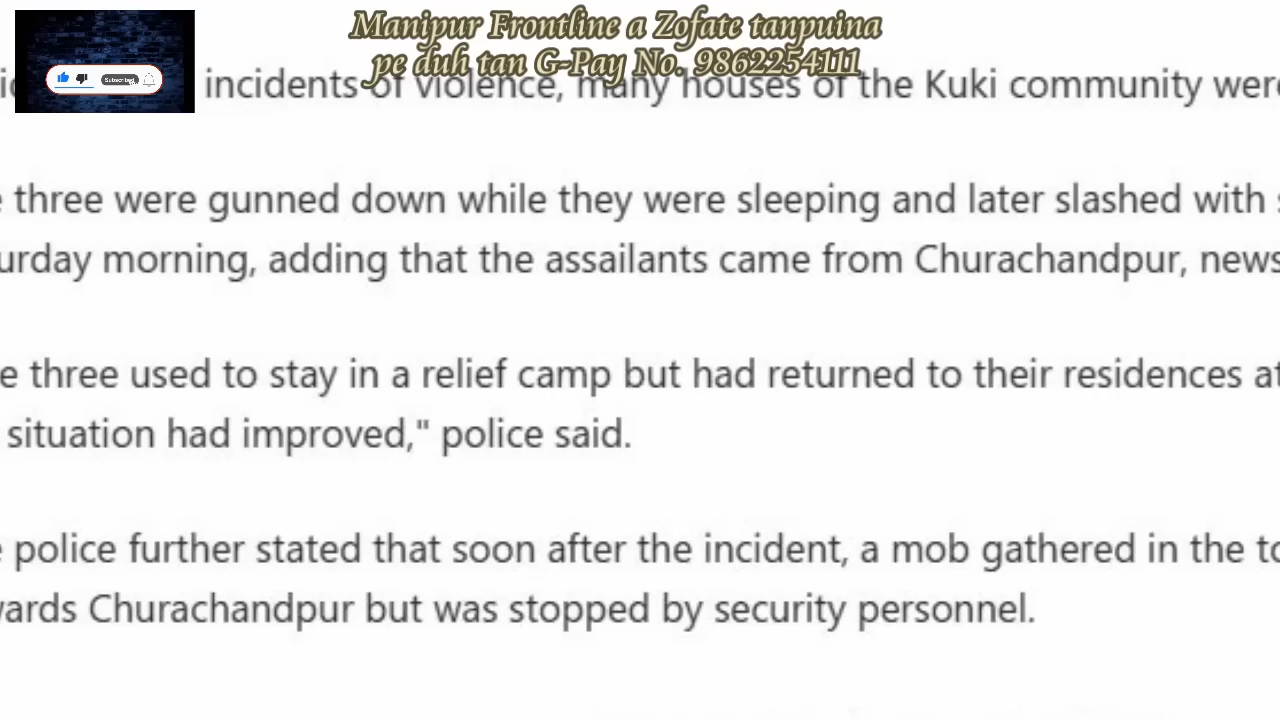 Manipur Frontline a Zofate tanpuina
pe duh tan G-Pay No. 9862254111
Subscribed
incidents of violence, many houses of the Kuki community were
three were gunned down while they were sleeping and later slashed with
urday morning, adding that the assailants came from Churachandpur, news
e three used to stay in a relief camp but had returned to their residences
situation had improved," police said.
police further stated that soon after the incident, a mob gathered in the
wards Churachandpur but was stopped by security personnel.